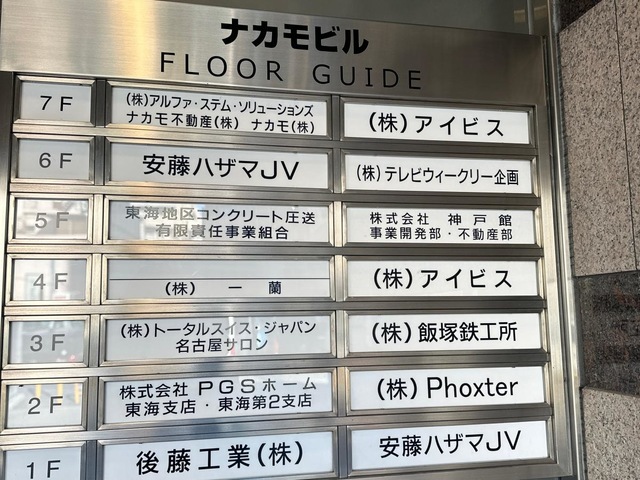 ナカモビル
FLOOR GUIDE
7F
(株)アルファ・ステム・ソリューションズ
ナカモ不動産(株) ナカモ(株)
(株)アイビス
6F
安藤ハザマJV
(株)テレビウィークリー企画
5F
東海地区コンクリート圧送
有限責任事業組合
株式会社 神戸館
事業開発部・不動産部
4F
(株) 一蘭
(株)アイビス
3F
(株)トータルスイス・ジャパン
名古屋サロン
(株)飯塚鉄工所
2F
株式会社 PGSホーム
東海支店・東海第2支店
(株)Phoxter
1F
後藤工業(株)
安藤ハザマJV